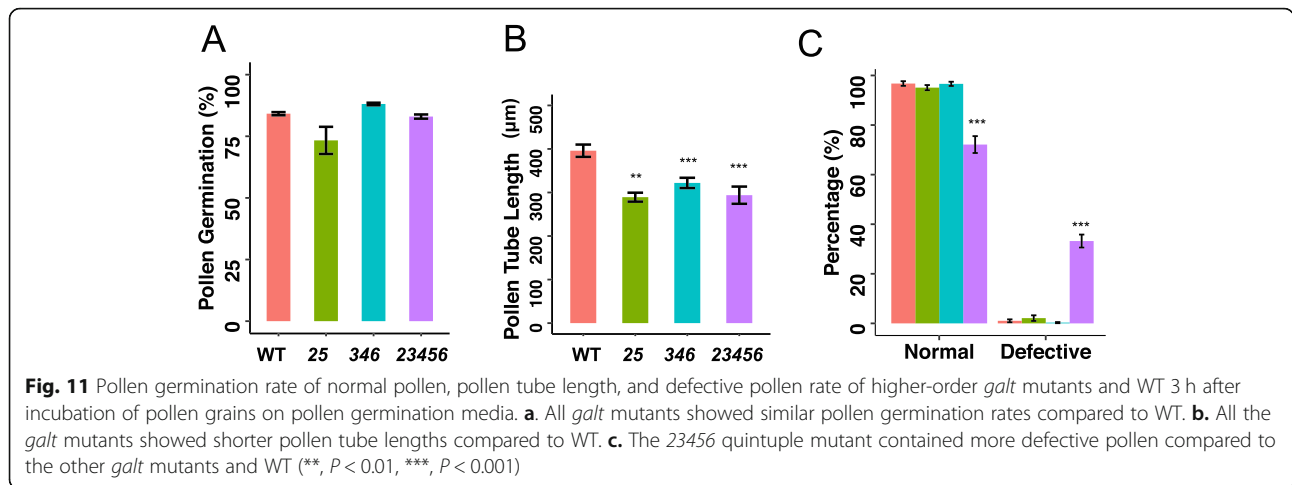 A
B
C
Pollen Germination (%)
100
75
50
25
0
WT 25 346 23456
Pollen Tube Length (µm)
500
400
300
200
100
0
**
***
***
WT 25 346 23456
Percentage (%)
100
80
60
40
20
0
***
***
Normal Defective
Fig. 11 Pollen germination rate of normal pollen, pollen tube length, and defective pollen rate of higher-order galt mutants and WT 3 h after
incubation of pollen grains on pollen germination media. a. All galt mutants showed similar pollen germination rates compared to WT. b. All the
galt mutants showed shorter pollen tube lengths compared to WT. c. The 23456 quintuple mutant contained more defective pollen compared to
the other galt mutants and WT (**, P < 0.01, ***, P < 0.001)